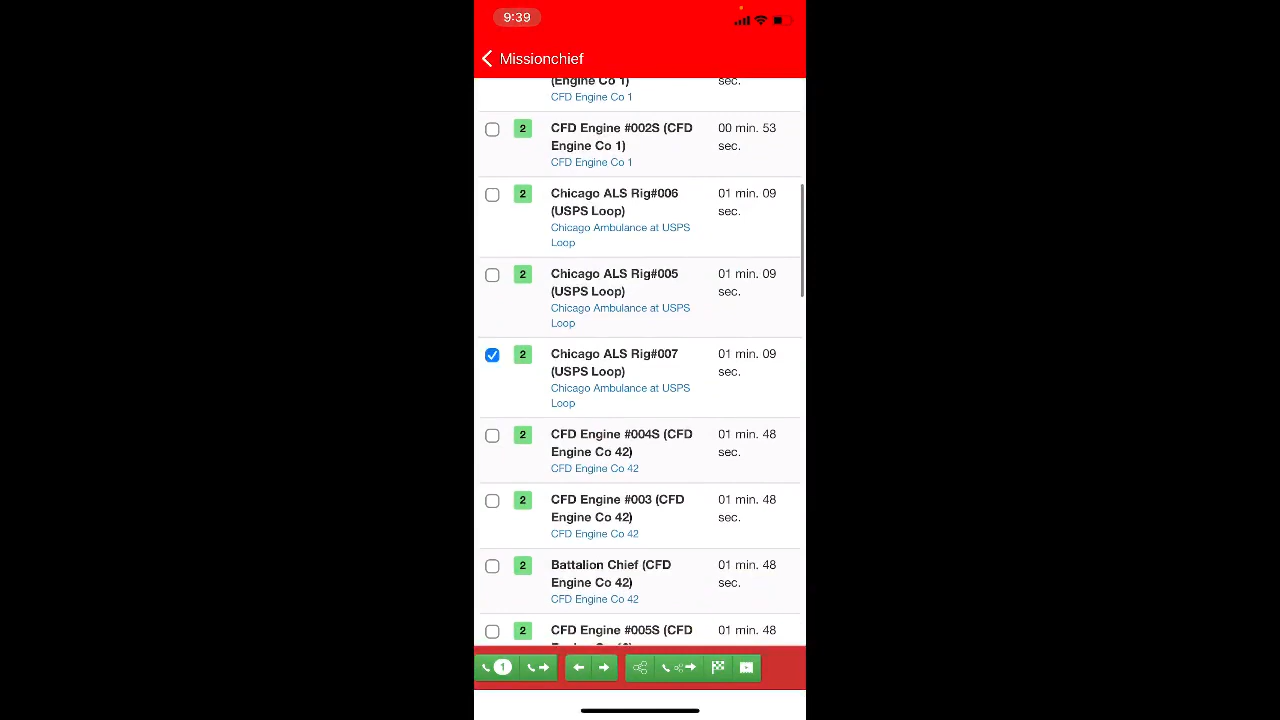 9:39
Missionchief
(Engine Co 1)
sec.
CFD Engine Co 1
2
CFD Engine #002S (CFD
Engine Co 1)
00 min. 53
sec.
CFD Engine Co 1
2
Chicago ALS Rig#006
(USPS Loop)
01 min. 09
sec.
Chicago Ambulance at USPS
Loop
2
Chicago ALS Rig#005
(USPS Loop)
01 min. 09
sec.
Chicago Ambulance at USPS
Loop
2
Chicago ALS Rig#007
(USPS Loop)
01 min. 09
sec.
Chicago Ambulance at USPS
Loop
2
CFD Engine #004S (CFD
Engine Co 42)
01 min. 48
sec.
CFD Engine Co 42
2
CFD Engine #003 (CFD
Engine Co 42)
01 min. 48
sec.
CFD Engine Co 42
2
Battalion Chief (CFD
Engine Co 42)
01 min. 48
sec.
CFD Engine Co 42
2
CFD Engine #005S (CFD
01 min. 48
1